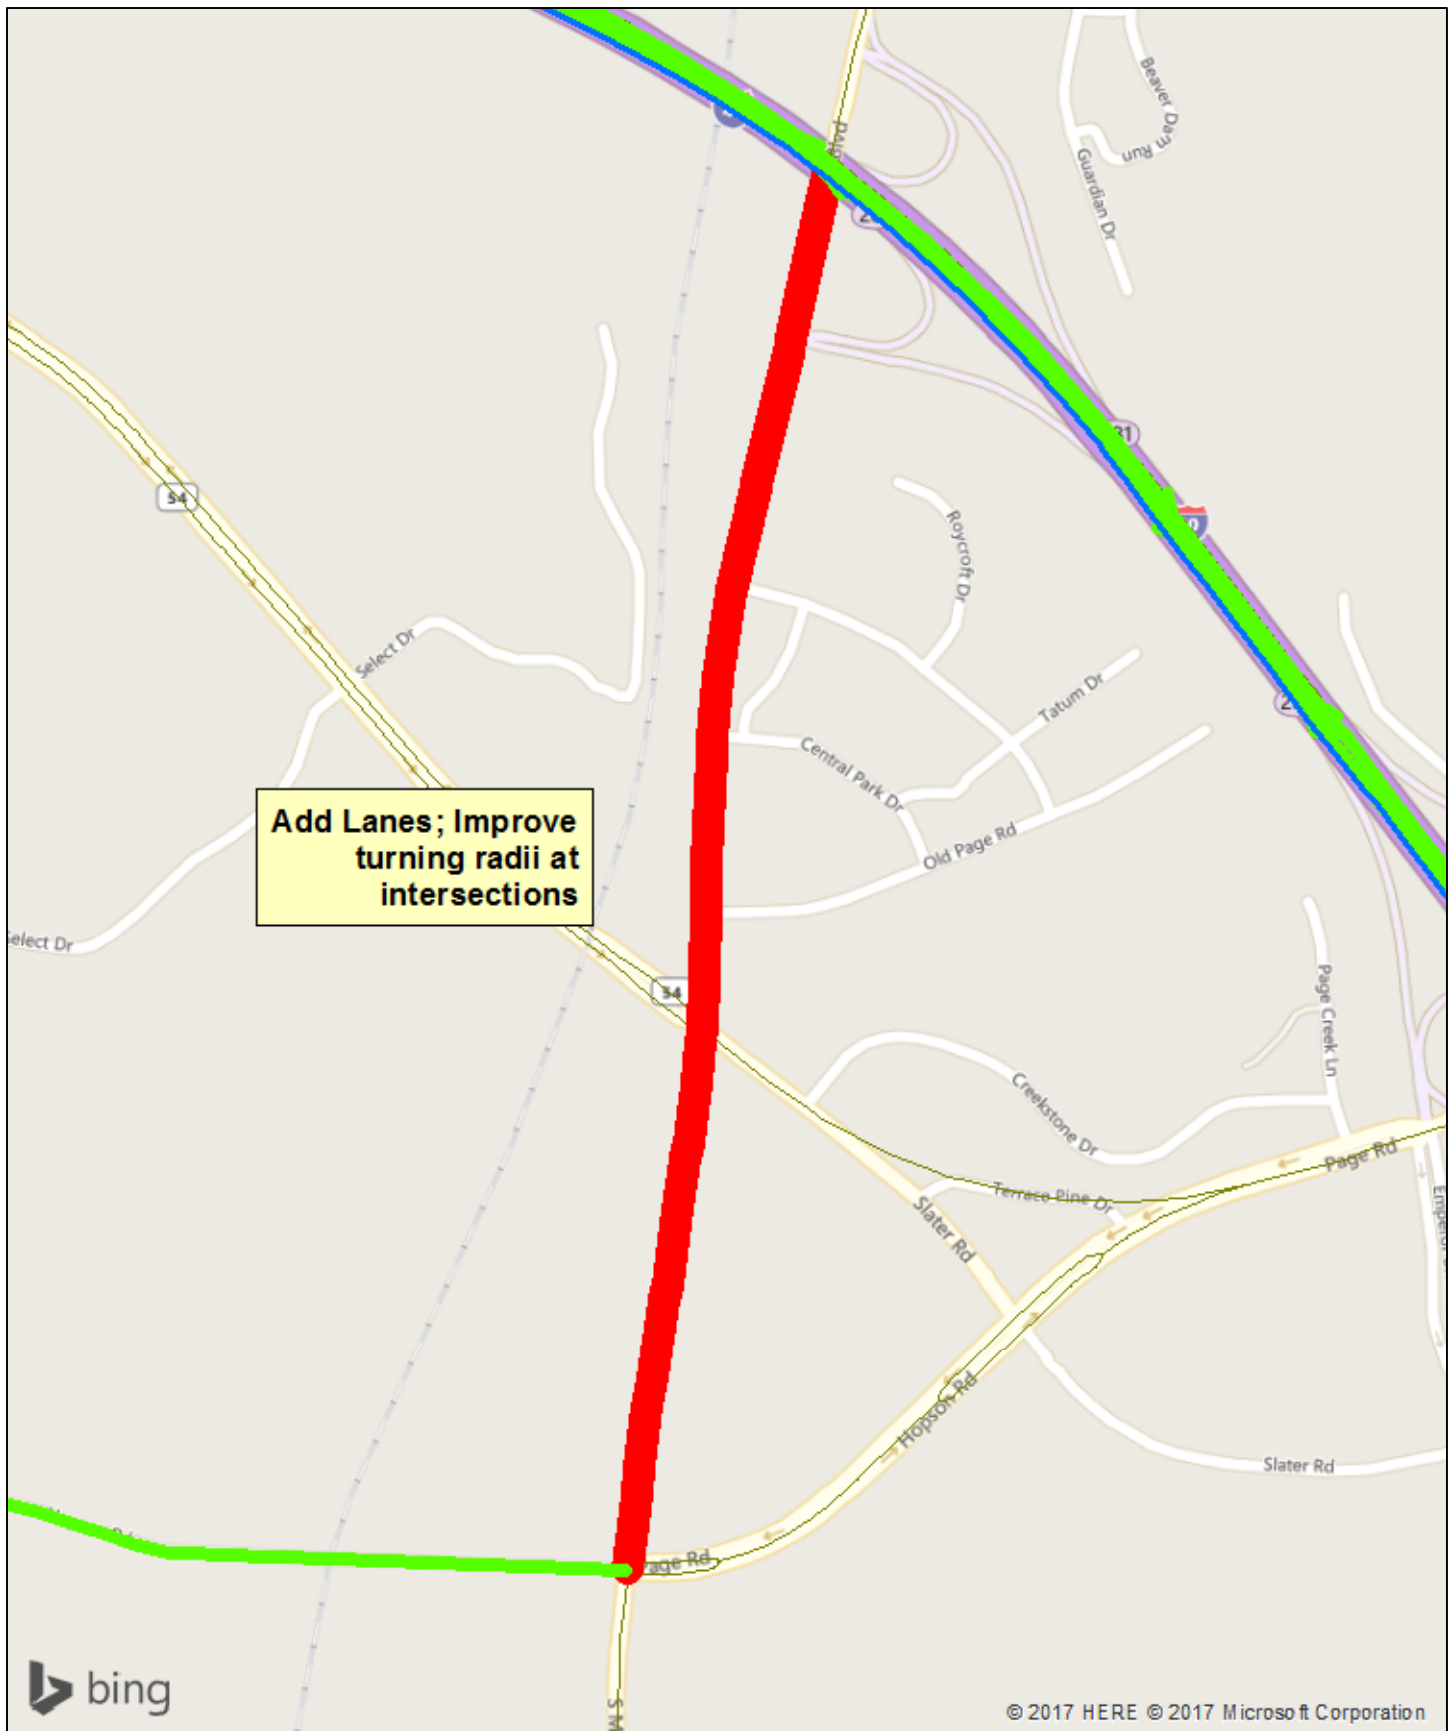 Beaver Dam Run
Guardian Dr
54
Select Dr
Roycroft Dr
Tatum Dr
Central Park Dr
Old Page Rd
Add Lanes; Improve
turning radii at
intersections
Select Dr
54
Page Creek Ln
Creekstone Dr
Page Rd
Terrace Pine Dr
Slater Rd
Hopson Rd
Slater Rd
Page Rd
bing
© 2017 HERE © 2017 Microsoft Corporation